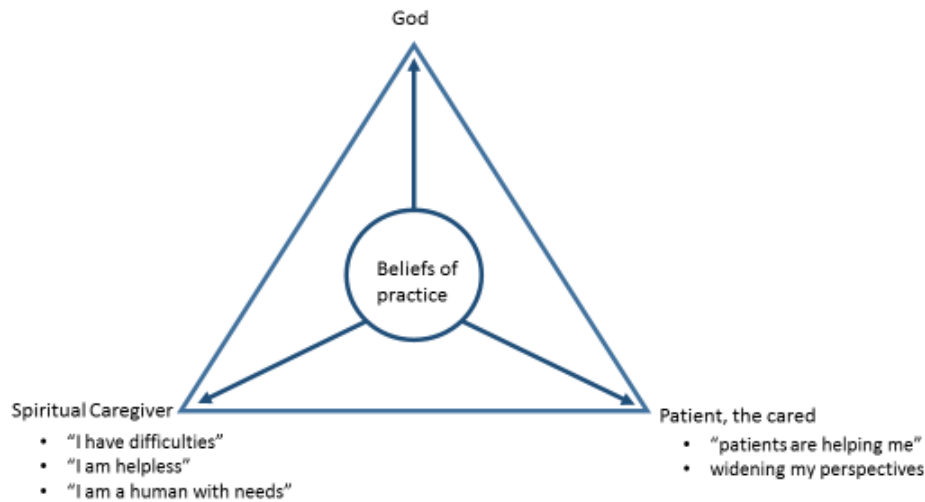 God
Beliefs of
practice
Spiritual Caregiver
• “I have difficulties”
• “I am helpless”
• “I am a human with needs”
Patient, the cared
• “patients are helping me”
• widening my perspectives